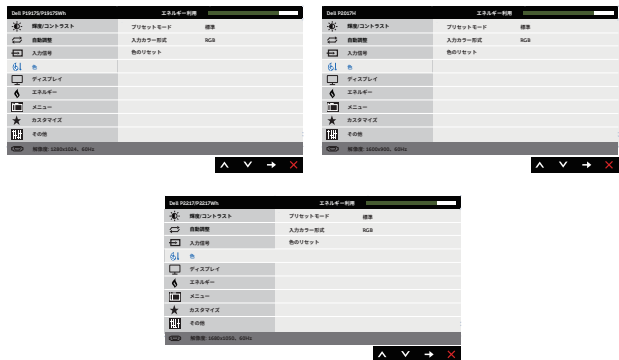 Dell P1917S/P1917SWh エネルギー利用
輝度/コントラスト プリセットモード 標準
自動調整 入力カラー形式 RGB
入力信号 色のリセット
色
ディスプレイ
エネルギー
メニュー
カスタマイズ
その他
解像度: 1280x1024、60Hz
Dell P2017H エネルギー利用
輝度/コントラスト プリセットモード 標準
自動調整 入力カラー形式 RGB
入力信号 色のリセット
色
ディスプレイ
エネルギー
メニュー
カスタマイズ
その他
解像度: 1600x900、60Hz
Dell P2217/P2217Wh エネルギー利用
輝度/コントラスト プリセットモード 標準
自動調整 入力カラー形式 RGB
入力信号 色のリセット
色
ディスプレイ
エネルギー
メニュー
カスタマイズ
その他
解像度: 1680x1050、60Hz